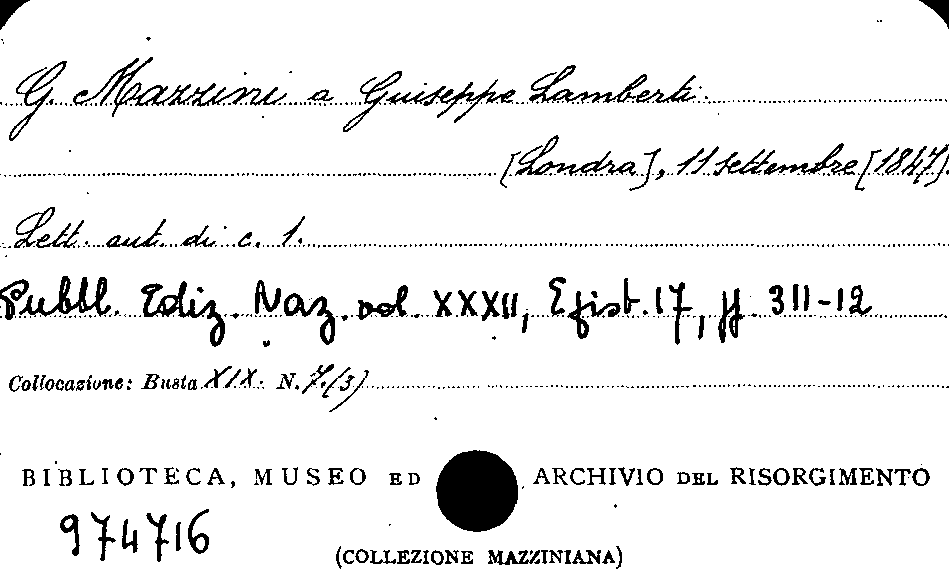 G. Mazzini a Giuseppe Lamberti.
[Londra], 11 settembre [1847].
Lett. aut. di c. 1.
Pubbl. Ediz. Naz. vol. XXXII, Epist. 17, pp. 311-12
Collocazione: Busta XIX. N. 7.(3)
BIBLIOTECA, MUSEO ED ARCHIVIO DEL RISORGIMENTO
974716
(COLLEZIONE MAZZINIANA)